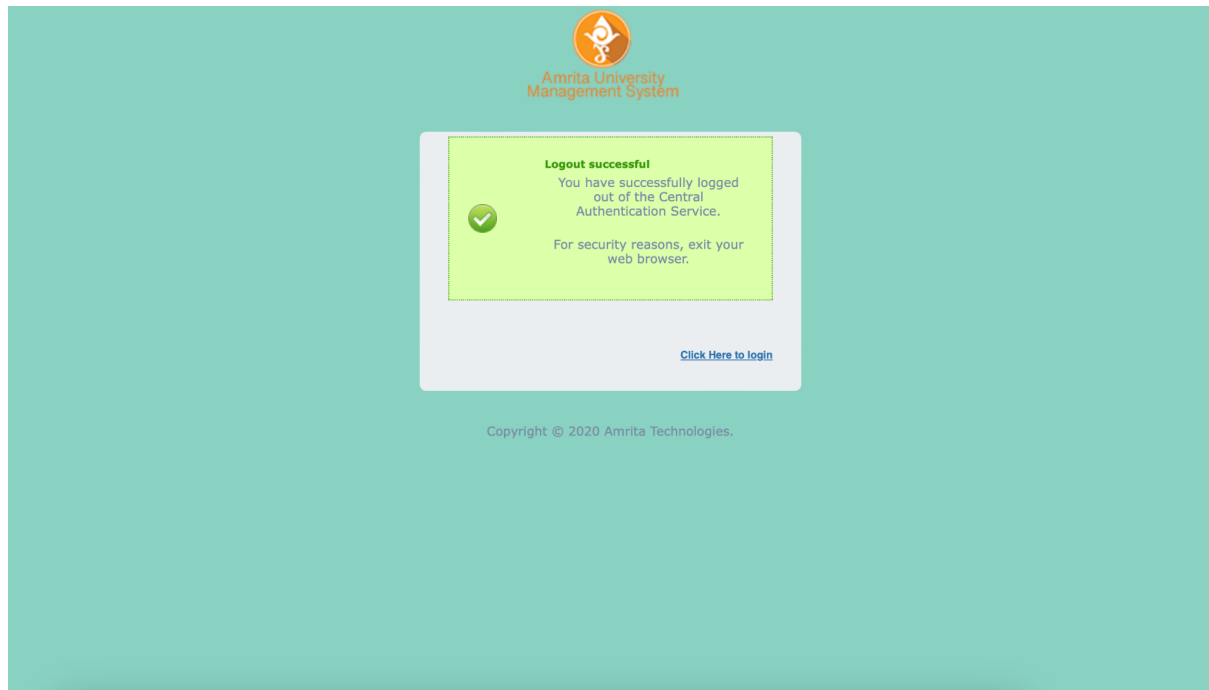 Amrita University
Management System
Logout successful
You have successfully logged
out of the Central
Authentication Service.
For security reasons, exit your
web browser.
Click Here to login
Copyright © 2020 Amrita Technologies.